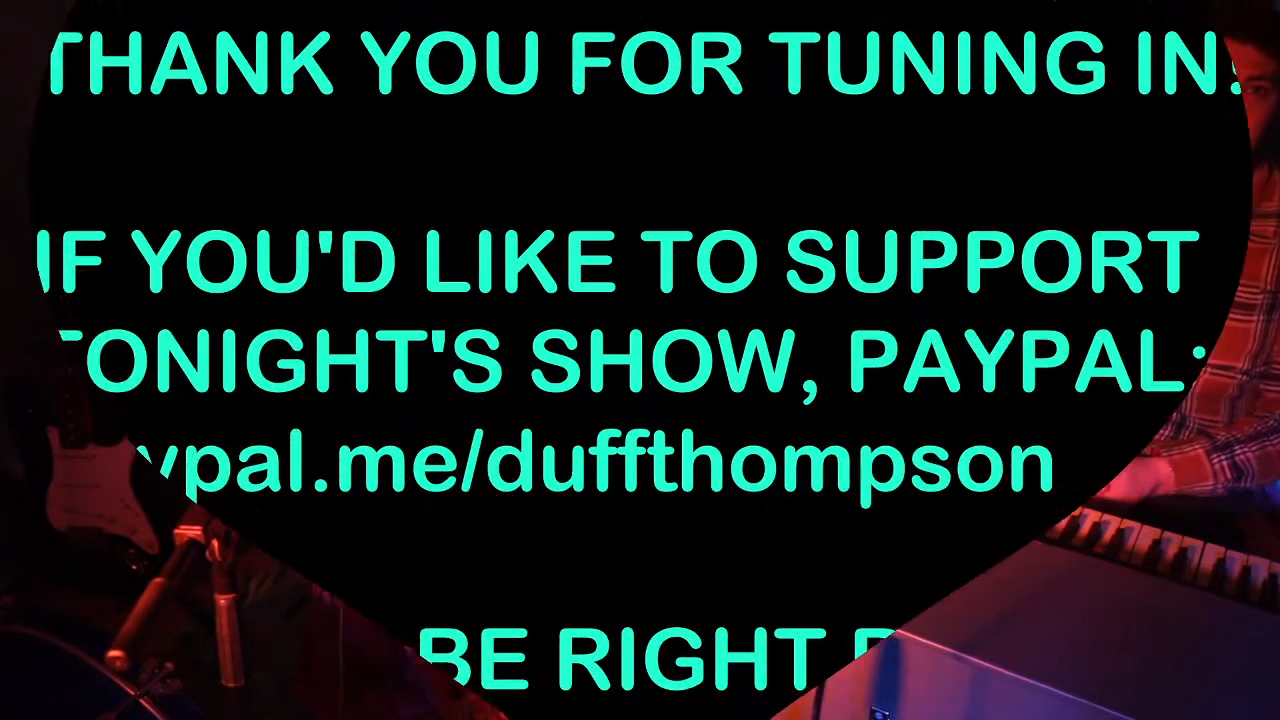 THANK YOU FOR TUNING IN!
IF YOU'D LIKE TO SUPPORT
TONIGHT'S SHOW, PAYPAL:
ypal.me/duffthompson
BE RIGHT